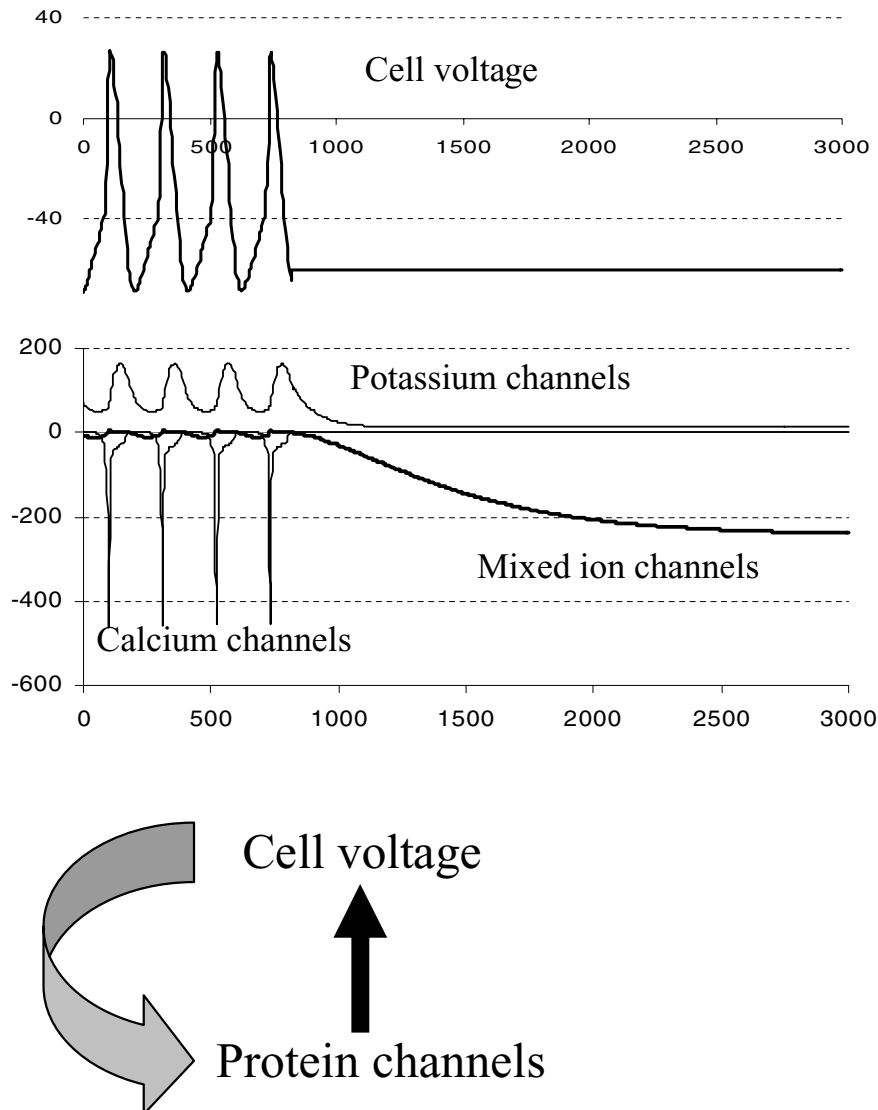 40
Cell voltage
0
0 500 1000 1500 2000 2500 3000
-40
200
Potassium channels
0
-200
Mixed ion channels
-400
Calcium channels
-600
0 500 1000 1500 2000 2500 3000
Cell voltage
Protein channels